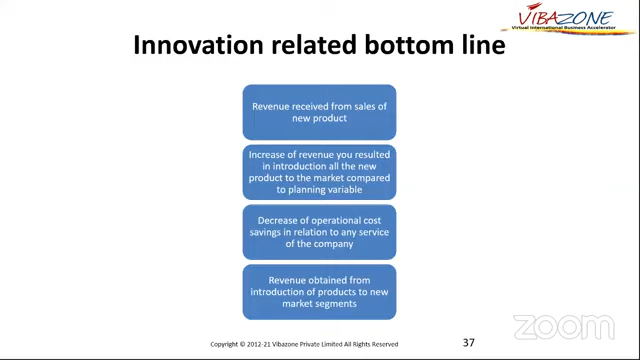 VIBAZONE
Virtual International Business Accelerator
Innovation related bottom line
Revenue received from sales of
new product
Increase of revenue you resulted
in introduction all the new
product to the market compared
to planning variable
Decrease of operational cost
savings in relation to any service
of the company
Revenue obtained from
introduction of products to new
market segments
zoom
Copyright © 2012-21 Vibazone Private Limited All Rights Reserved
37